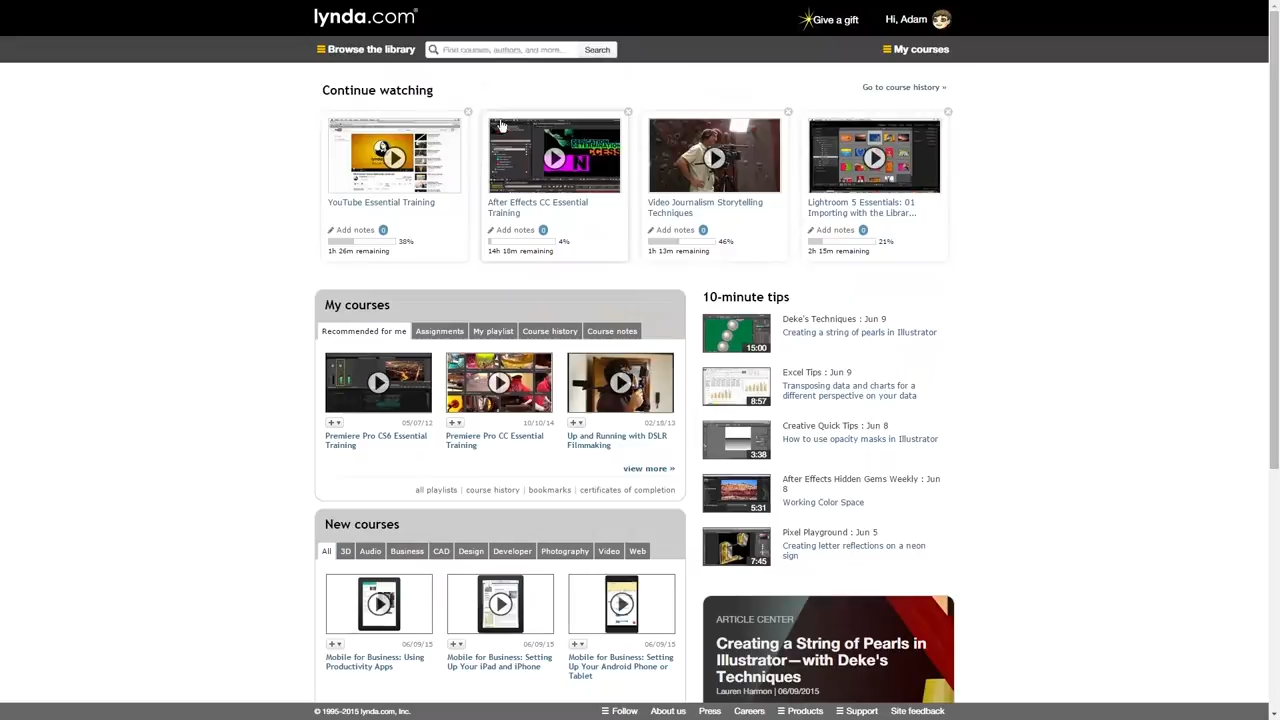 lynda.com
Give a gift
Hi, Adam
Browse the library
Find courses, authors, and more...
Search
My courses
Continue watching
Go to course history »
YouTube Essential Training
Add notes 0
38%
1h 26m remaining
After Effects CC Essential
Training
Add notes 0
4%
14h 18m remaining
Video Journalism Storytelling
Techniques
Add notes 0
46%
1h 13m remaining
Lightroom 5 Essentials: 01
Importing with the Librar...
Add notes 0
21%
2h 15m remaining
My courses
Recommended for me
Assignments
My playlist
Course history
Course notes
05/07/12
Premiere Pro CS6 Essential
Training
10/10/14
Premiere Pro CC Essential
Training
02/18/13
Up and Running with DSLR
Filmmaking
view more »
all playlists | course history | bookmarks | certificates of completion
10-minute tips
15:00
Deke's Techniques : Jun 9
Creating a string of pearls in Illustrator
8:57
Excel Tips : Jun 9
Transposing data and charts for a
different perspective on your data
3:38
Creative Quick Tips : Jun 8
How to use opacity masks in Illustrator
5:31
After Effects Hidden Gems Weekly : Jun
8
Working Color Space
7:45
Pixel Playground : Jun 5
Creating letter reflections on a neon
sign
New courses
All
3D
Audio
Business
CAD
Design
Developer
Photography
Video
Web
06/09/15
Mobile for Business: Using
Productivity Apps
06/09/15
Mobile for Business: Setting
Up Your iPad and iPhone
06/09/15
Mobile for Business: Setting
Up Your Android Phone or
Tablet
ARTICLE CENTER
Creating a String of Pearls in
Illustrator—with Deke's
Techniques
Lauren Harmon | 06/09/2015
© 1995–2015 lynda.com, Inc.
Follow
About us
Press
Careers
Products
Support
Site feedback